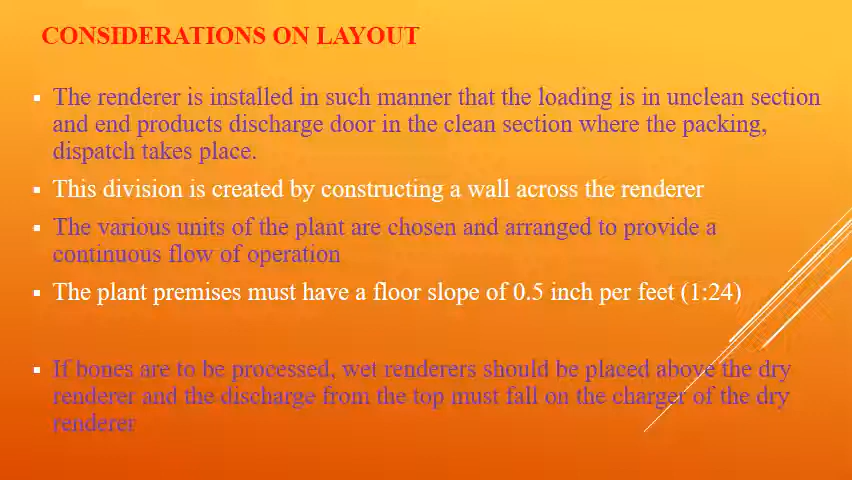 CONSIDERATIONS ON LAYOUT
▪ The renderer is installed in such manner that the loading is in unclean section
and end products discharge door in the clean section where the packing,
dispatch takes place.
▪ This division is created by constructing a wall across the renderer
▪ The various units of the plant are chosen and arranged to provide a
continuous flow of operation
▪ The plant premises must have a floor slope of 0.5 inch per feet (1:24)
▪ If bones are to be processed, wet renderers should be placed above the dry
renderer and the discharge from the top must fall on the charger of the dry
renderer